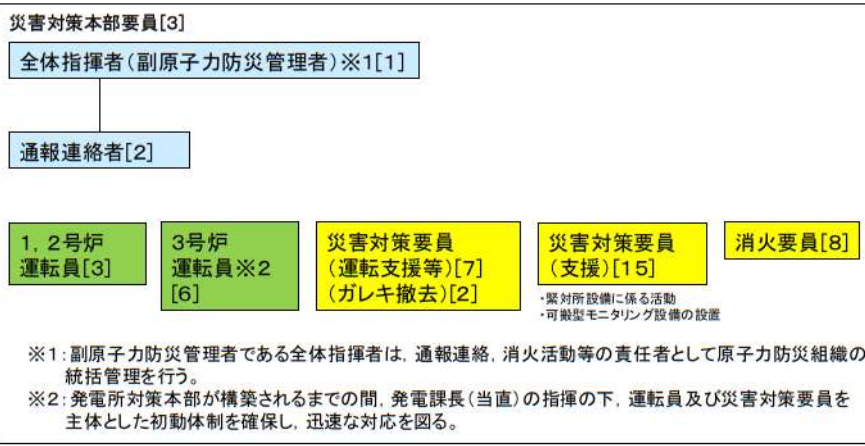 災害対策本部要員[3]
全体指揮者(副原子力防災管理者)※1[1]
通報連絡者[2]
1，2号炉
運転員[3]
3号炉
運転員※2
[6]
災害対策要員
(運転支援等)[7]
(ガレキ撤去)[2]
災害対策要員
(支援)[15]
・緊対所設備に係る活動
・可搬型モニタリング設備の設置
消火要員[8]
※1：副原子力防災管理者である全体指揮者は，通報連絡，消火活動等の責任者として原子力防災組織の
統括管理を行う。
※2：発電所対策本部が構築されるまでの間，発電課長(当直)の指揮の下，運転員及び災害対策要員を
主体とした初動体制を確保し，迅速な対応を図る。